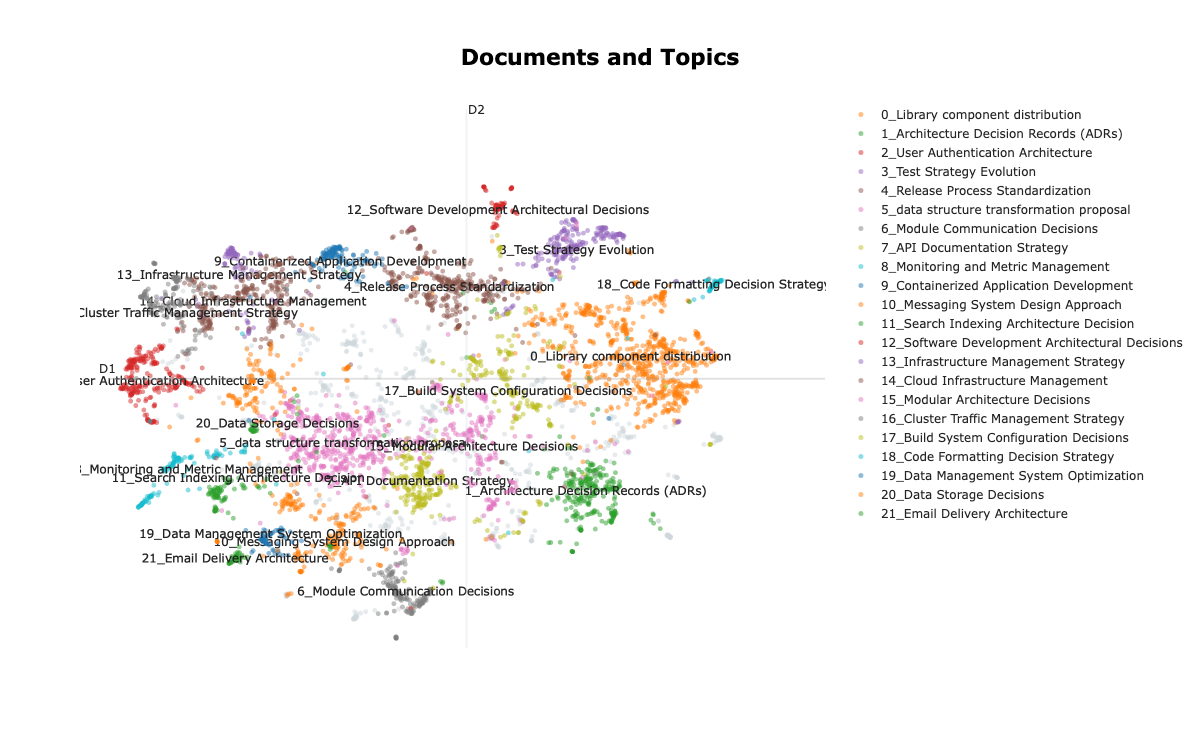 Documents and Topics
D2
12_Software Development Architectural Decisions
3_Test Strategy Evolution
9_Containerized Application Development
13_Infrastructure Management Strategy
4_Release Process Standardization
18_Code Formatting Decision Strategy
14_Cloud Infrastructure Management
Cluster Traffic Management Strategy
0_Library component distribution
D1
ser Authentication Architecture
17_Build System Configuration Decisions
20_Data Storage Decisions
5_data structure transformation proposal
15_Modular Architecture Decisions
8_Monitoring and Metric Management
11_Search Indexing Architecture Decision
7_API Documentation Strategy
1_Architecture Decision Records (ADRs)
19_Data Management System Optimization
10_Messaging System Design Approach
21_Email Delivery Architecture
6_Module Communication Decisions
0_Library component distribution
1_Architecture Decision Records (ADRs)
2_User Authentication Architecture
3_Test Strategy Evolution
4_Release Process Standardization
5_data structure transformation proposal
6_Module Communication Decisions
7_API Documentation Strategy
8_Monitoring and Metric Management
9_Containerized Application Development
10_Messaging System Design Approach
11_Search Indexing Architecture Decision
12_Software Development Architectural Decisions
13_Infrastructure Management Strategy
14_Cloud Infrastructure Management
15_Modular Architecture Decisions
16_Cluster Traffic Management Strategy
17_Build System Configuration Decisions
18_Code Formatting Decision Strategy
19_Data Management System Optimization
20_Data Storage Decisions
21_Email Delivery Architecture